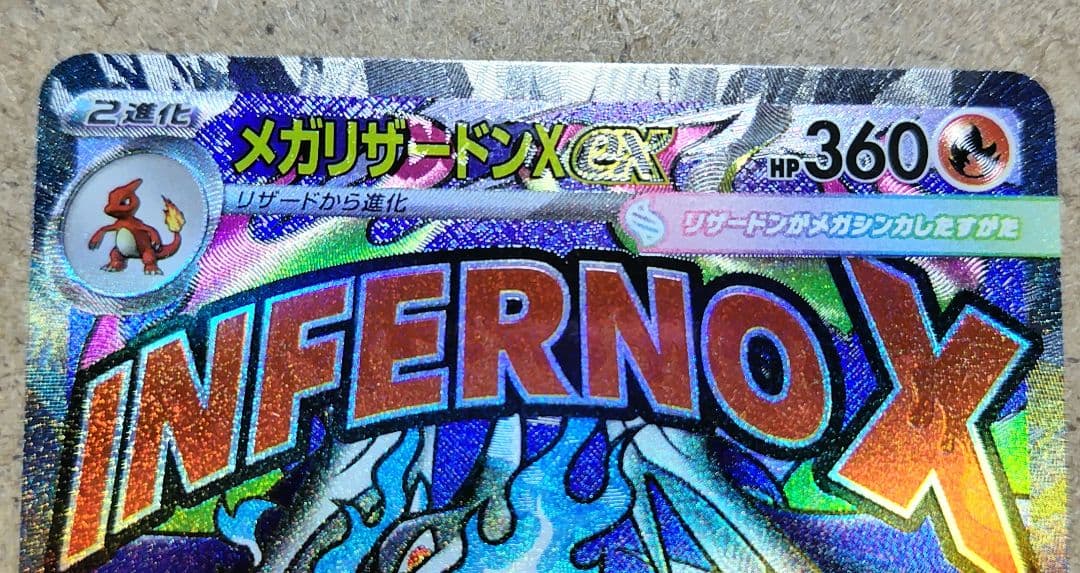 2進化
メガリザードンXex HP360
リザードから進化
リザードンがメガシンカしたすがた
INFERNO X